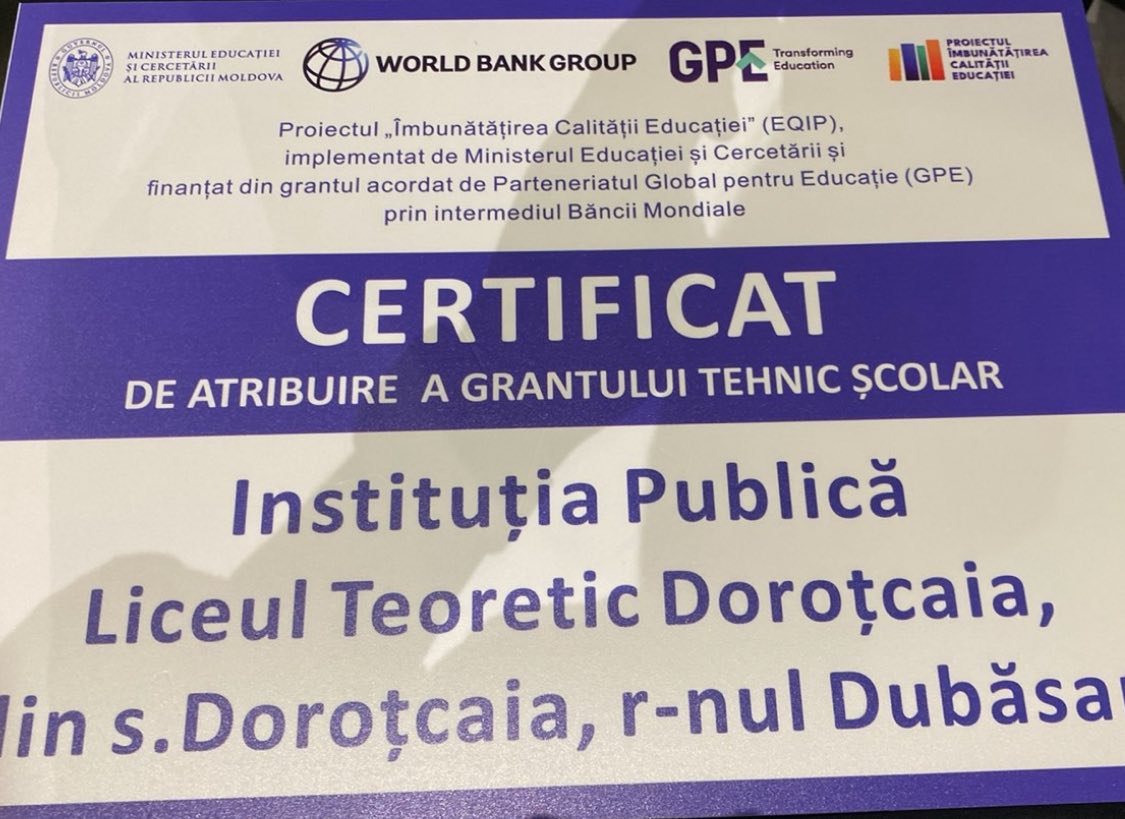 MINISTERUL EDUCAȚIEI
ȘI CERCETĂRII
AL REPUBLICII MOLDOVA
WORLD BANK GROUP
GPE Transforming
Education
PROIECTUL
ÎMBUNĂTĂȚIREA
CALITĂȚII
EDUCAȚIEI
Proiectul „Îmbunătățirea Calității Educației” (EQIP),
implementat de Ministerul Educației și Cercetării și
finanțat din grantul acordat de Parteneriatul Global pentru Educație (GPE)
prin intermediul Băncii Mondiale
CERTIFICAT
DE ATRIBUIRE A GRANTULUI TEHNIC ȘCOLAR
Instituția Publică
Liceul Teoretic Doroțcaia,
s.Doroțcaia, r-nul